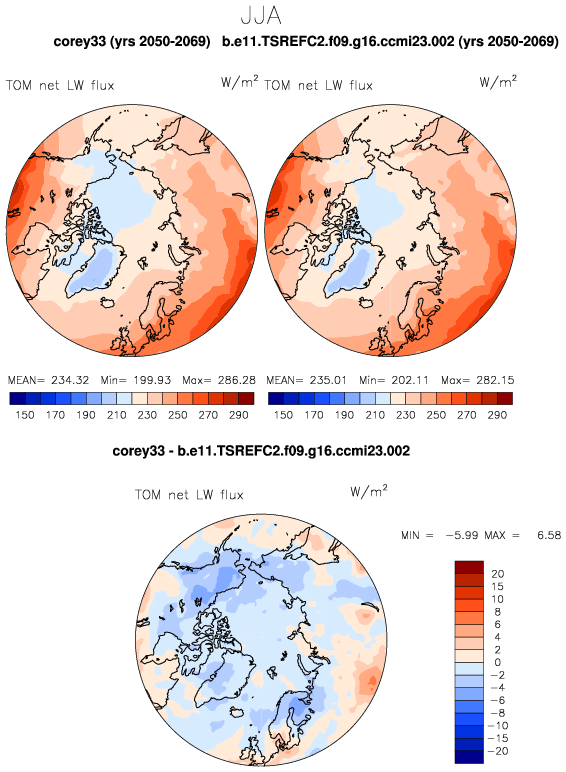 JJA
corey33 (yrs 2050-2069) b.e11.TSREFC2.f09.g16.ccmi23.002 (yrs 2050-2069)
TOM net LW flux W/m² TOM net LW flux W/m²
MEAN= 234.32 Min= 199.93 Max= 286.28 MEAN= 235.01 Min= 202.11 Max= 282.15
150 170 190 210 230 250 270 290 150 170 190 210 230 250 270 290
corey33 - b.e11.TSREFC2.f09.g16.ccmi23.002
TOM net LW flux W/m²
MIN = -5.99 MAX = 6.58
20
15
10
8
6
4
2
0
-2
-4
-6
-8
-10
-15
-20